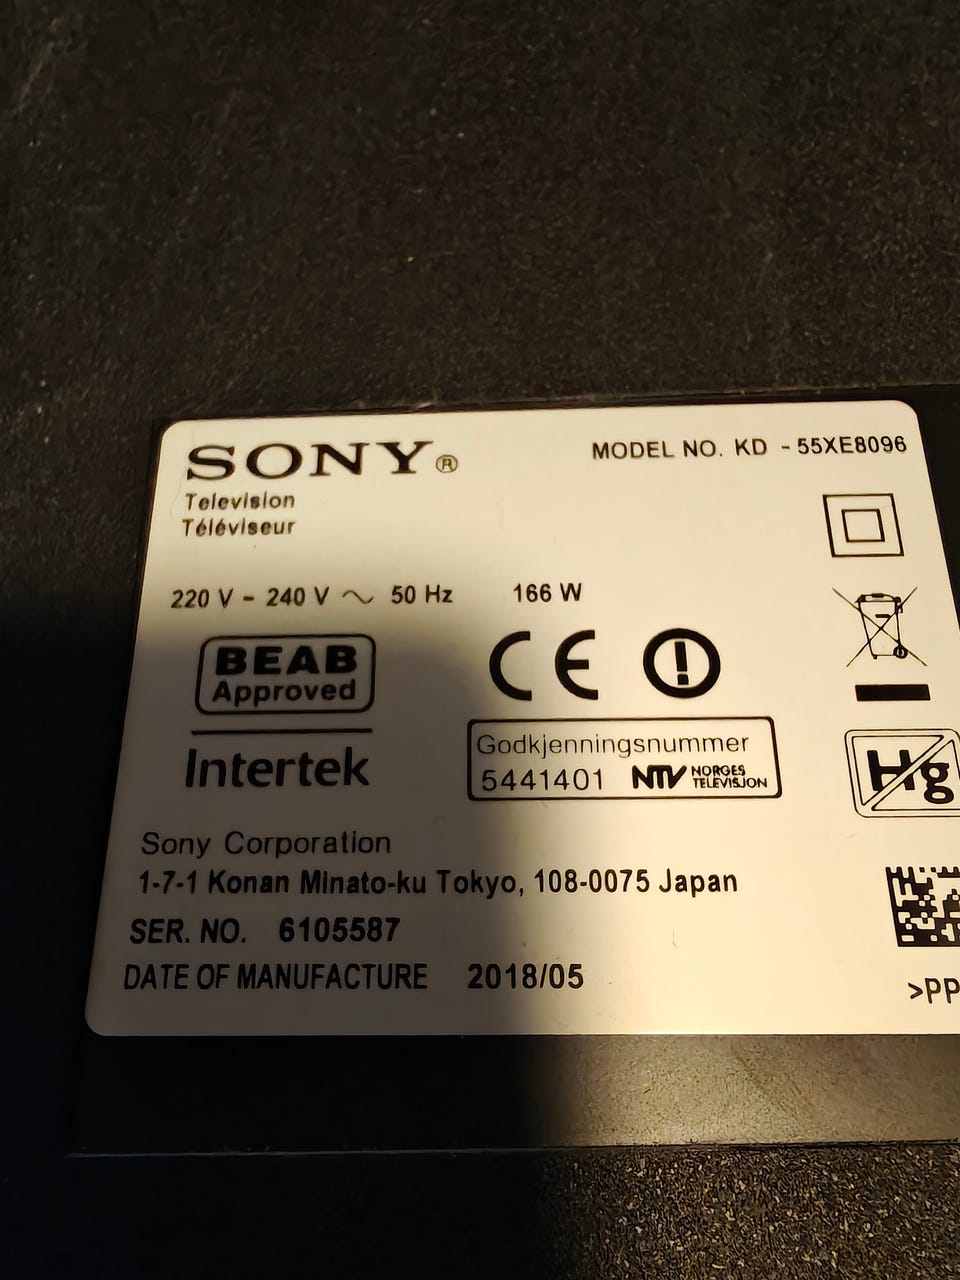 SONY®
MODEL NO. KD - 55XE8096
Television
Téléviseur
220 V - 240 V ~ 50 Hz 166 W
BEAB
Approved
CE
Intertek
Godkjenningsnummer
5441401 NTV NORGES
TELEVISJON
Hg
Sony Corporation
1-7-1 Konan Minato-ku Tokyo, 108-0075 Japan
SER. NO. 6105587
DATE OF MANUFACTURE 2018/05
>PP